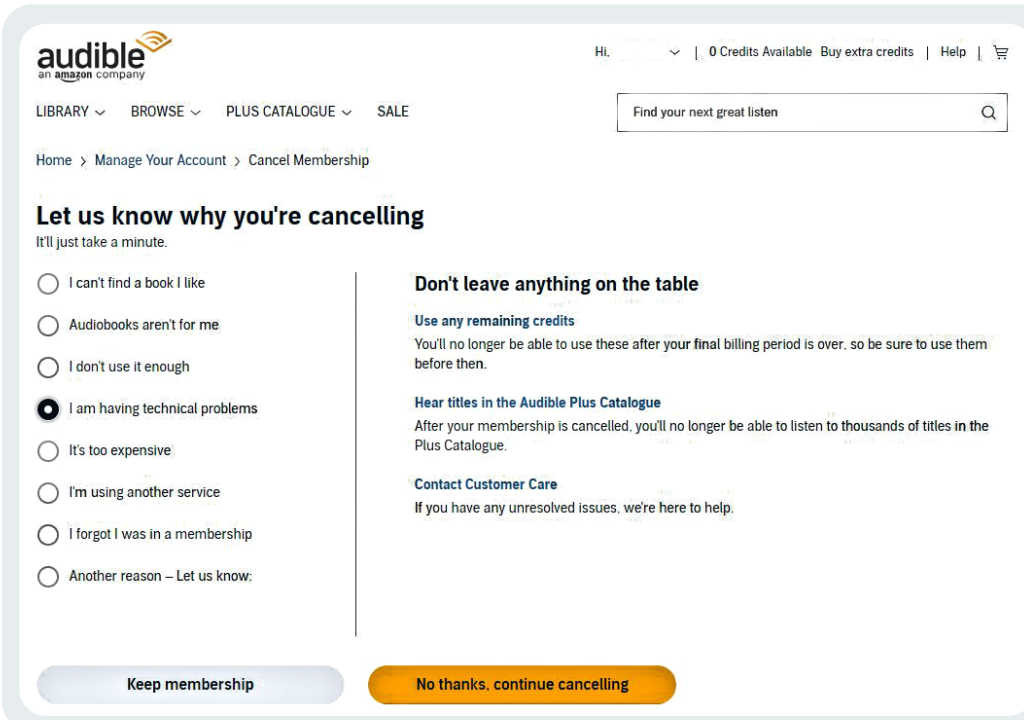 audible
an amazon company
Hi, | 0 Credits Available Buy extra credits | Help |
LIBRARY BROWSE PLUS CATALOGUE SALE
Find your next great listen
Home > Manage Your Account > Cancel Membership
Let us know why you're cancelling
It'll just take a minute.
I can't find a book I like
Audiobooks aren't for me
I don't use it enough
I am having technical problems
It's too expensive
I'm using another service
I forgot I was in a membership
Another reason – Let us know:
Don't leave anything on the table
Use any remaining credits
You'll no longer be able to use these after your final billing period is over, so be sure to use them
before then.
Hear titles in the Audible Plus Catalogue
After your membership is cancelled, you'll no longer be able to listen to thousands of titles in the
Plus Catalogue.
Contact Customer Care
If you have any unresolved issues, we're here to help.
Keep membership
No thanks, continue cancelling